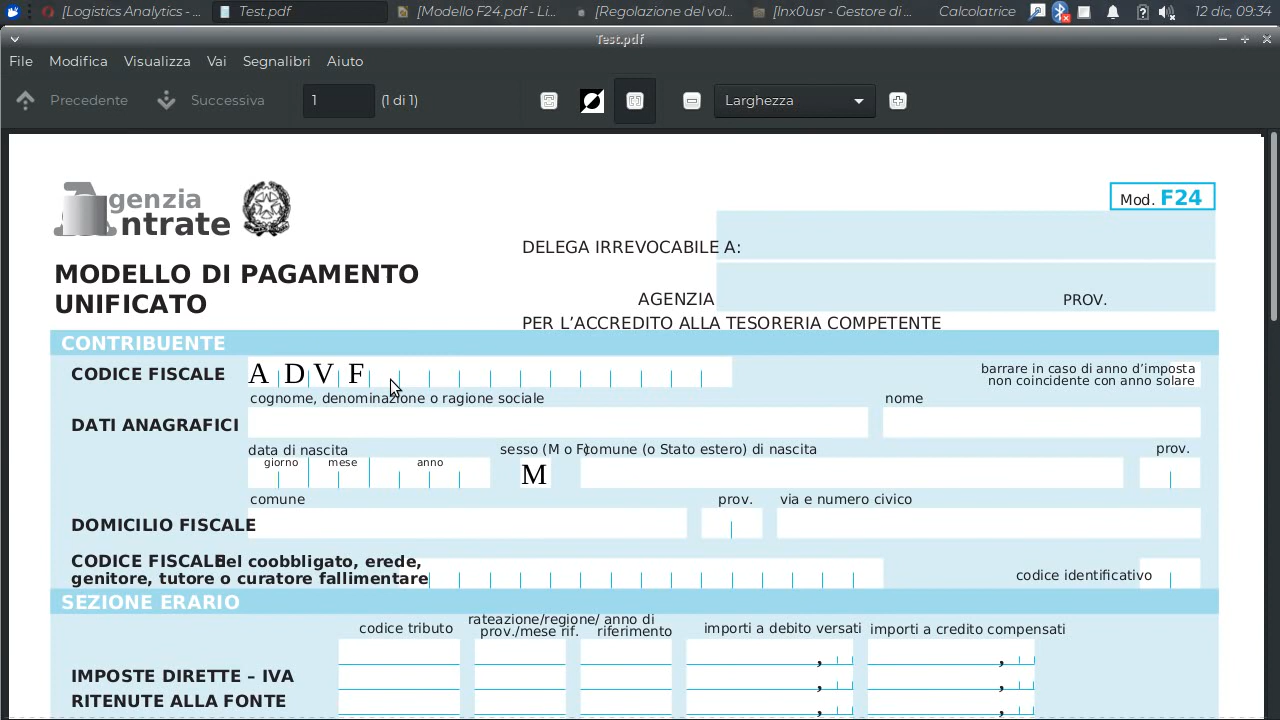 [Logistics Analytics - ... Test.pdf [Modello F24.pdf - Li... [Regolazione del vol... [lnx0usr - Gestore di ... Calcolatrice 12 dic, 09:34
Test.pdf
File Modifica Visualizza Vai Segnalibri Aiuto
Precedente Successiva 1 (1 di 1) Larghezza
genzia
ntrate
Mod. F24
DELEGA IRREVOCABILE A:
MODELLO DI PAGAMENTO
UNIFICATO
AGENZIA PROV.
PER L’ACCREDITO ALLA TESORERIA COMPETENTE
CONTRIBUENTE
CODICE FISCALE A D V F
barrare in caso di anno d’imposta
non coincidente con anno solare
cognome, denominazione o ragione sociale nome
DATI ANAGRAFICI
data di nascita sesso (M o F) comune (o Stato estero) di nascita prov.
giorno mese anno
M
comune prov. via e numero civico
DOMICILIO FISCALE
CODICE FISCALE del coobbligato, erede,
genitore, tutore o curatore fallimentare codice identificativo
SEZIONE ERARIO
codice tributo rateazione/regione/ prov./mese rif. anno di riferimento importi a debito versati importi a credito compensati
, ,
IMPOSTE DIRETTE – IVA , ,
RITENUTE ALLA FONTE , ,